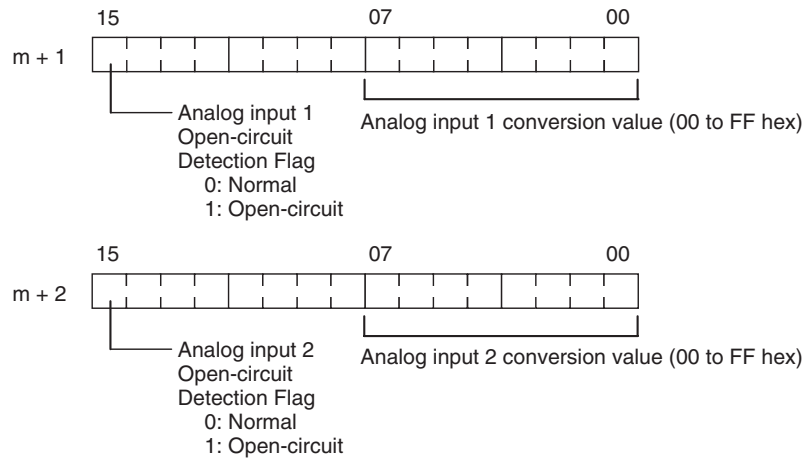 15 07 00
m + 1
Analog input 1
Open-circuit
Detection Flag
0: Normal
1: Open-circuit
Analog input 1 conversion value (00 to FF hex)
15 07 00
m + 2
Analog input 2
Open-circuit
Detection Flag
0: Normal
1: Open-circuit
Analog input 2 conversion value (00 to FF hex)